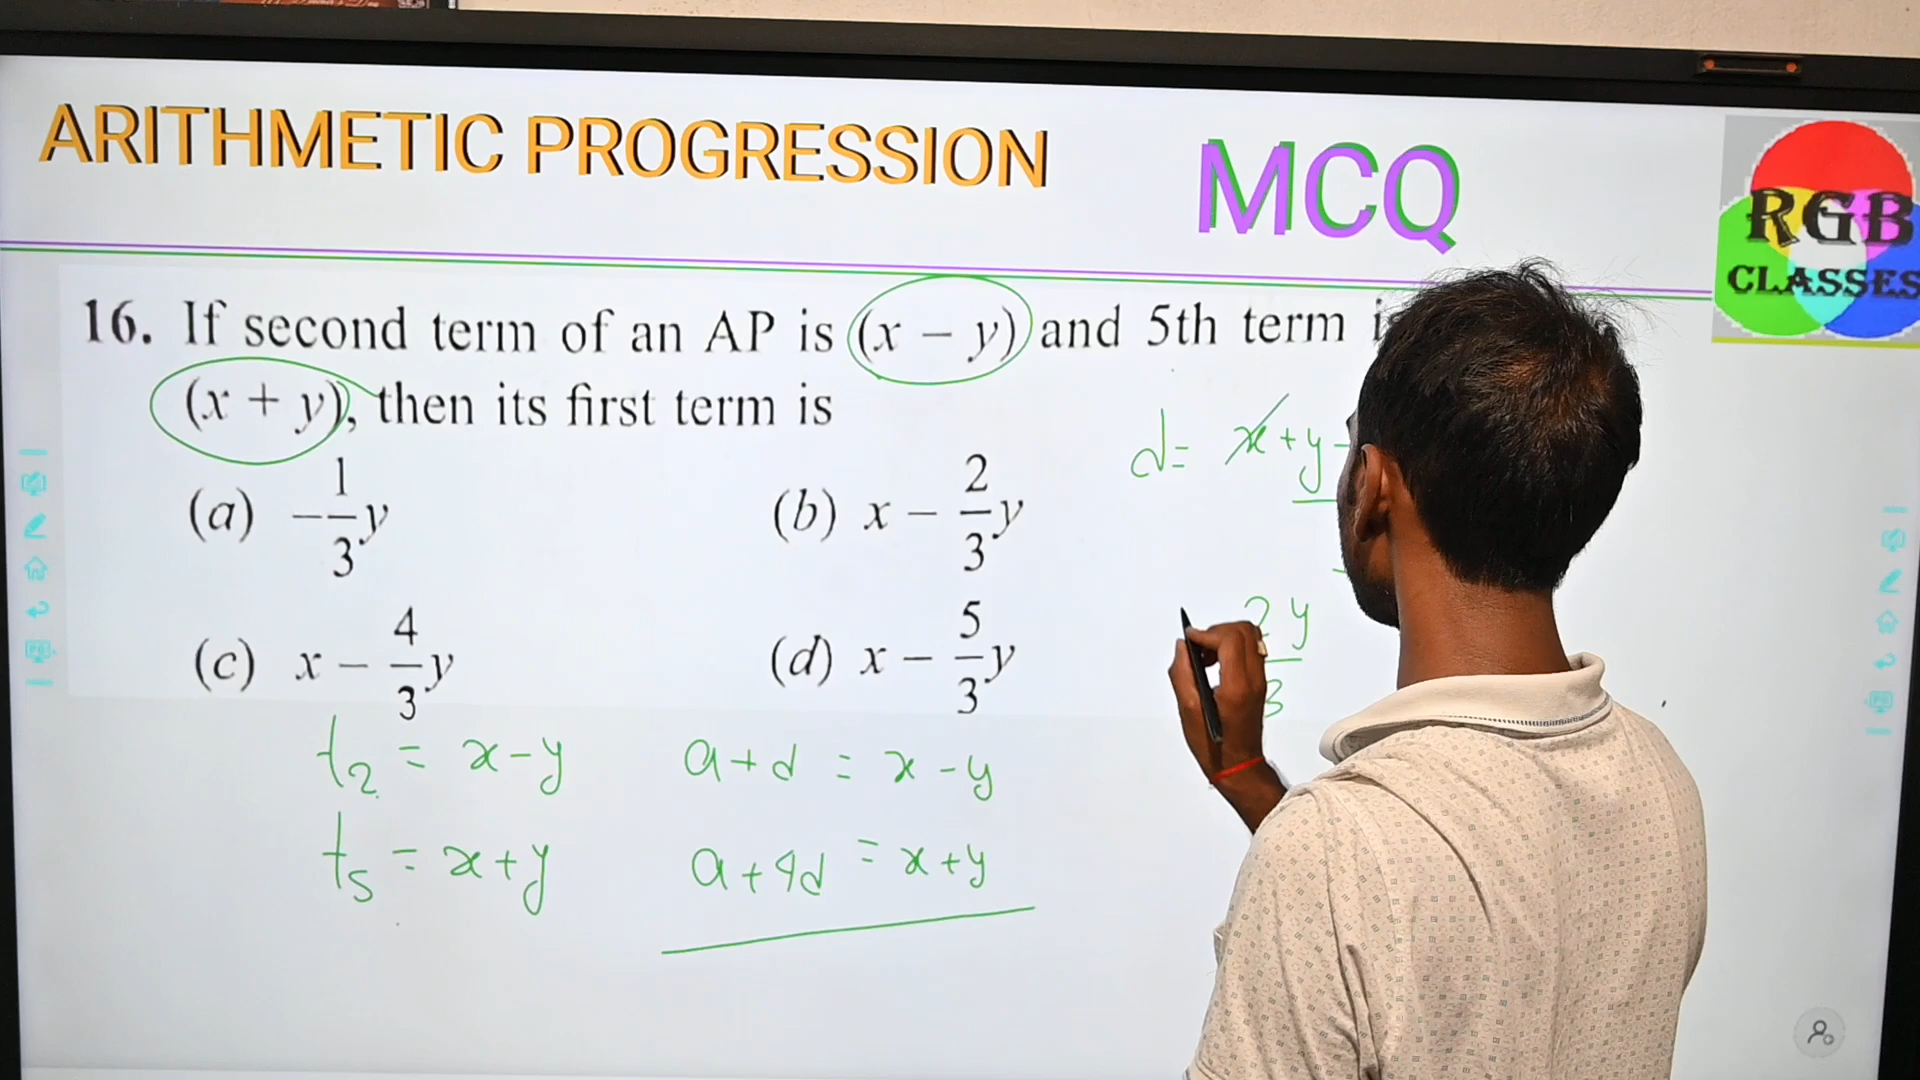 ARITHMETIC PROGRESSION MCQ
RGB
CLASSES
16. If second term of an AP is (x − y) and 5th term
(x + y), then its first term is
(a) −1/3 y
(b) x − 2/3 y
(c) x − 4/3 y
(d) x − 5/3 y
d = x + y -
2y
3
t2 = x-y
a+d = x-y
t5 = x+y
a+4d = x+y